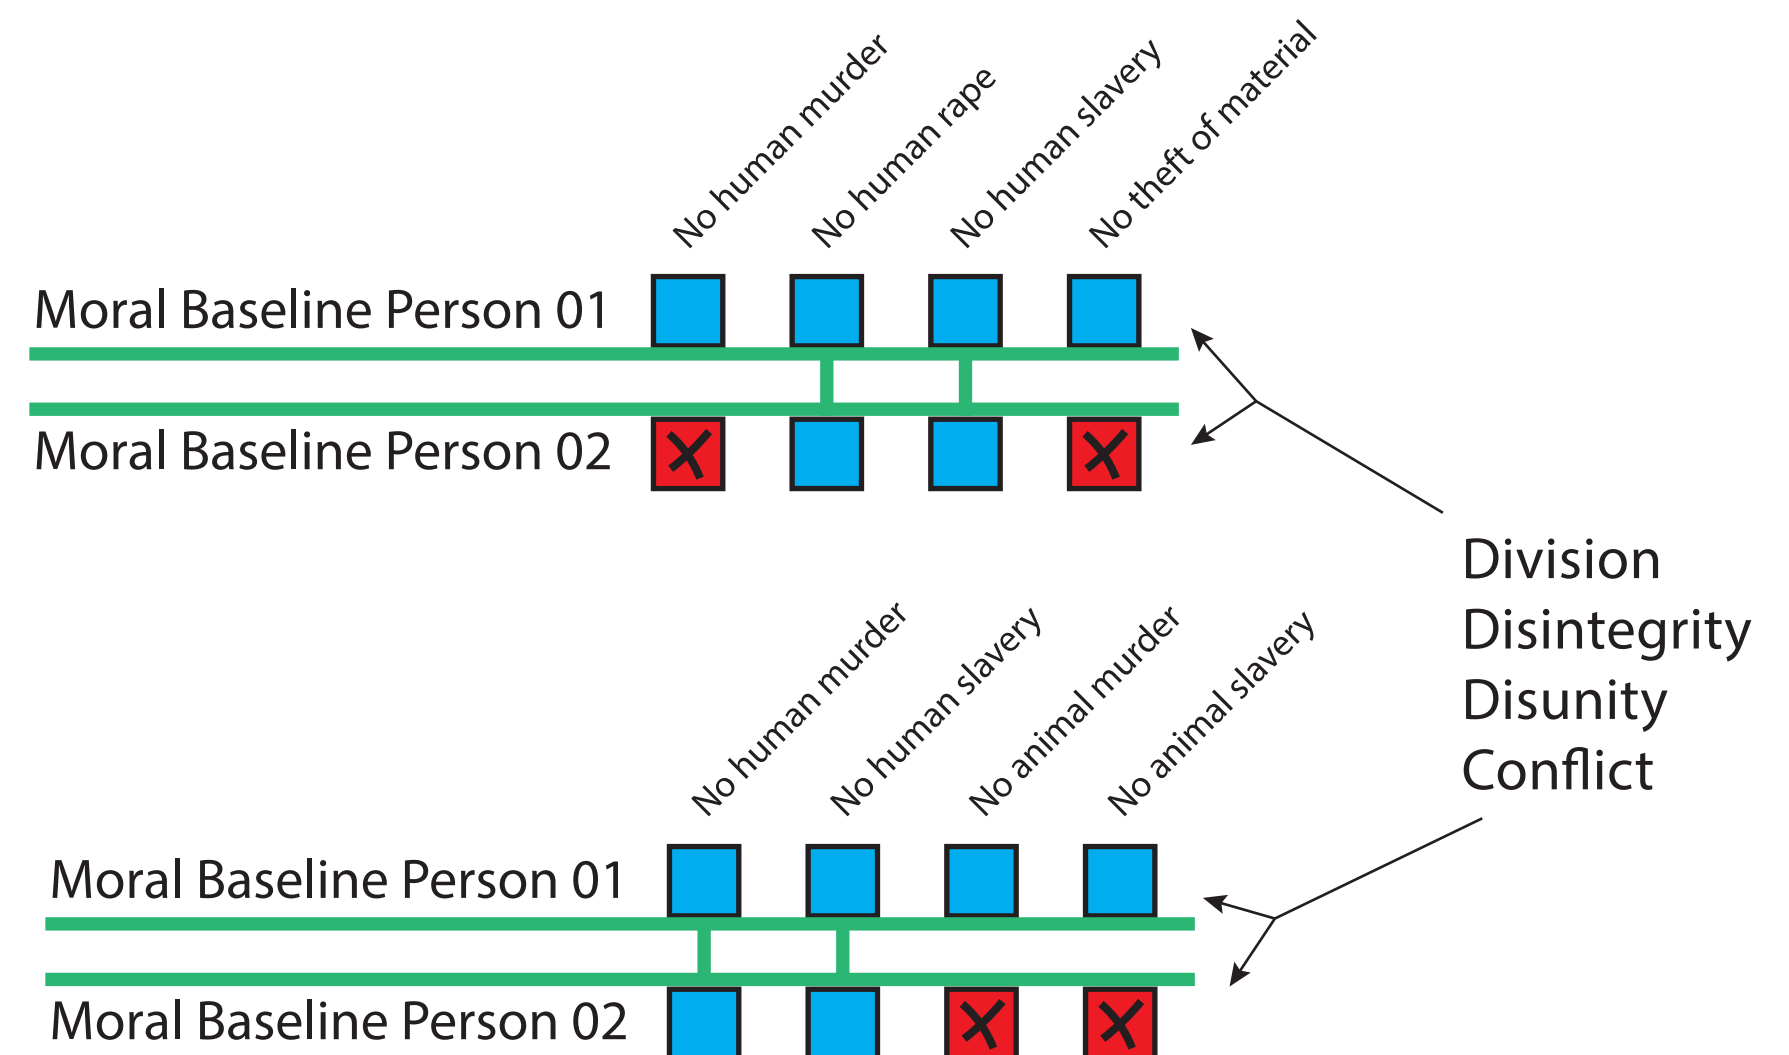 No human murder
No human rape
No human slavery
No theft of material
Moral Baseline Person 01
Moral Baseline Person 02
Division
Disintegrity
Disunity
Conflict
No human murder
No human slavery
No animal murder
No animal slavery
Moral Baseline Person 01
Moral Baseline Person 02